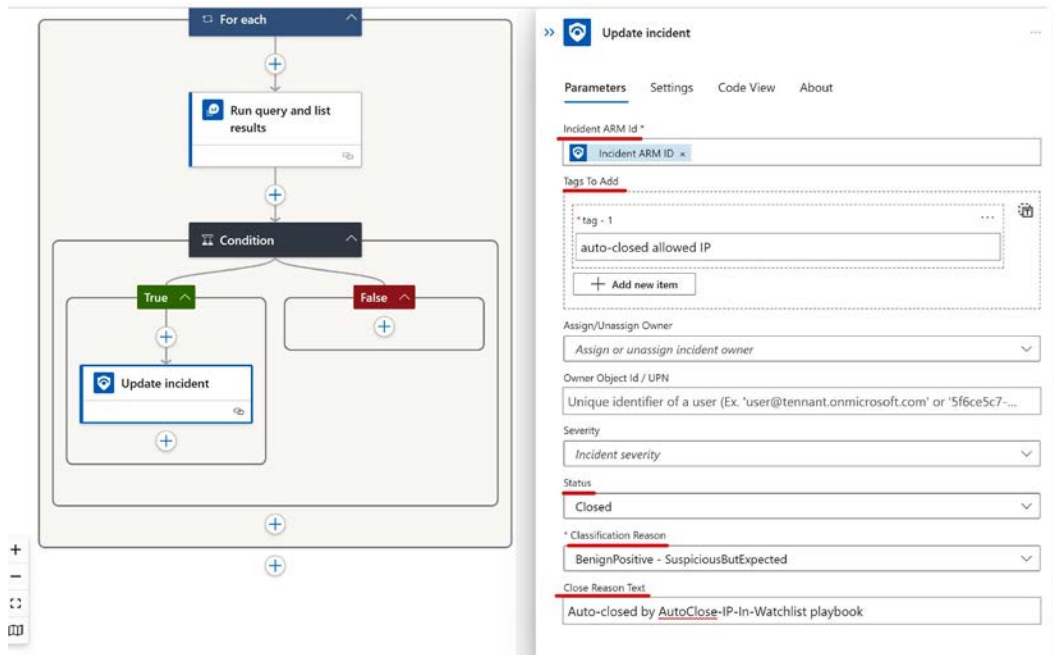 For each
Run query and list
results
Condition
True
False
Update incident
Update incident
Parameters Settings Code View About
Incident ARM Id *
Incident ARM ID ×
Tags To Add
* tag - 1
auto-closed allowed IP
Add new item
Assign/Unassign Owner
Assign or unassign incident owner
Owner Object Id / UPN
Unique identifier of a user (Ex. 'user@tennant.onmicrosoft.com' or '5f6ce5c7-...
Severity
Incident severity
Status
Closed
* Classification Reason
BenignPositive - SuspiciousButExpected
Close Reason Text
Auto-closed by AutoClose-IP-In-Watchlist playbook